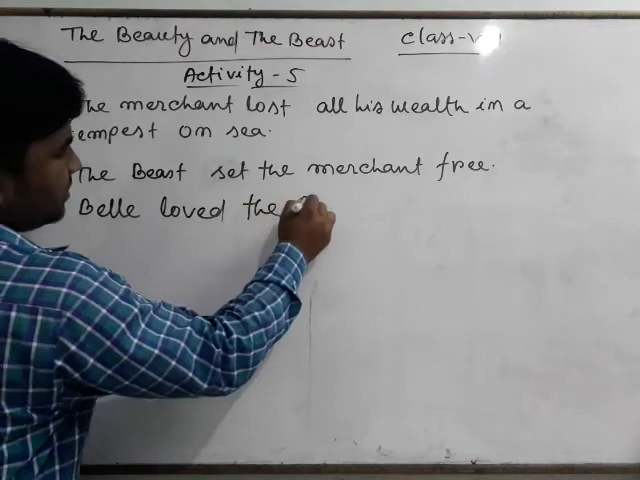 The Beauty and The Beast
Class-
Activity - 5
The merchant lost all his wealth in a
tempest on sea.
The Beast set the merchant free.
Belle loved the